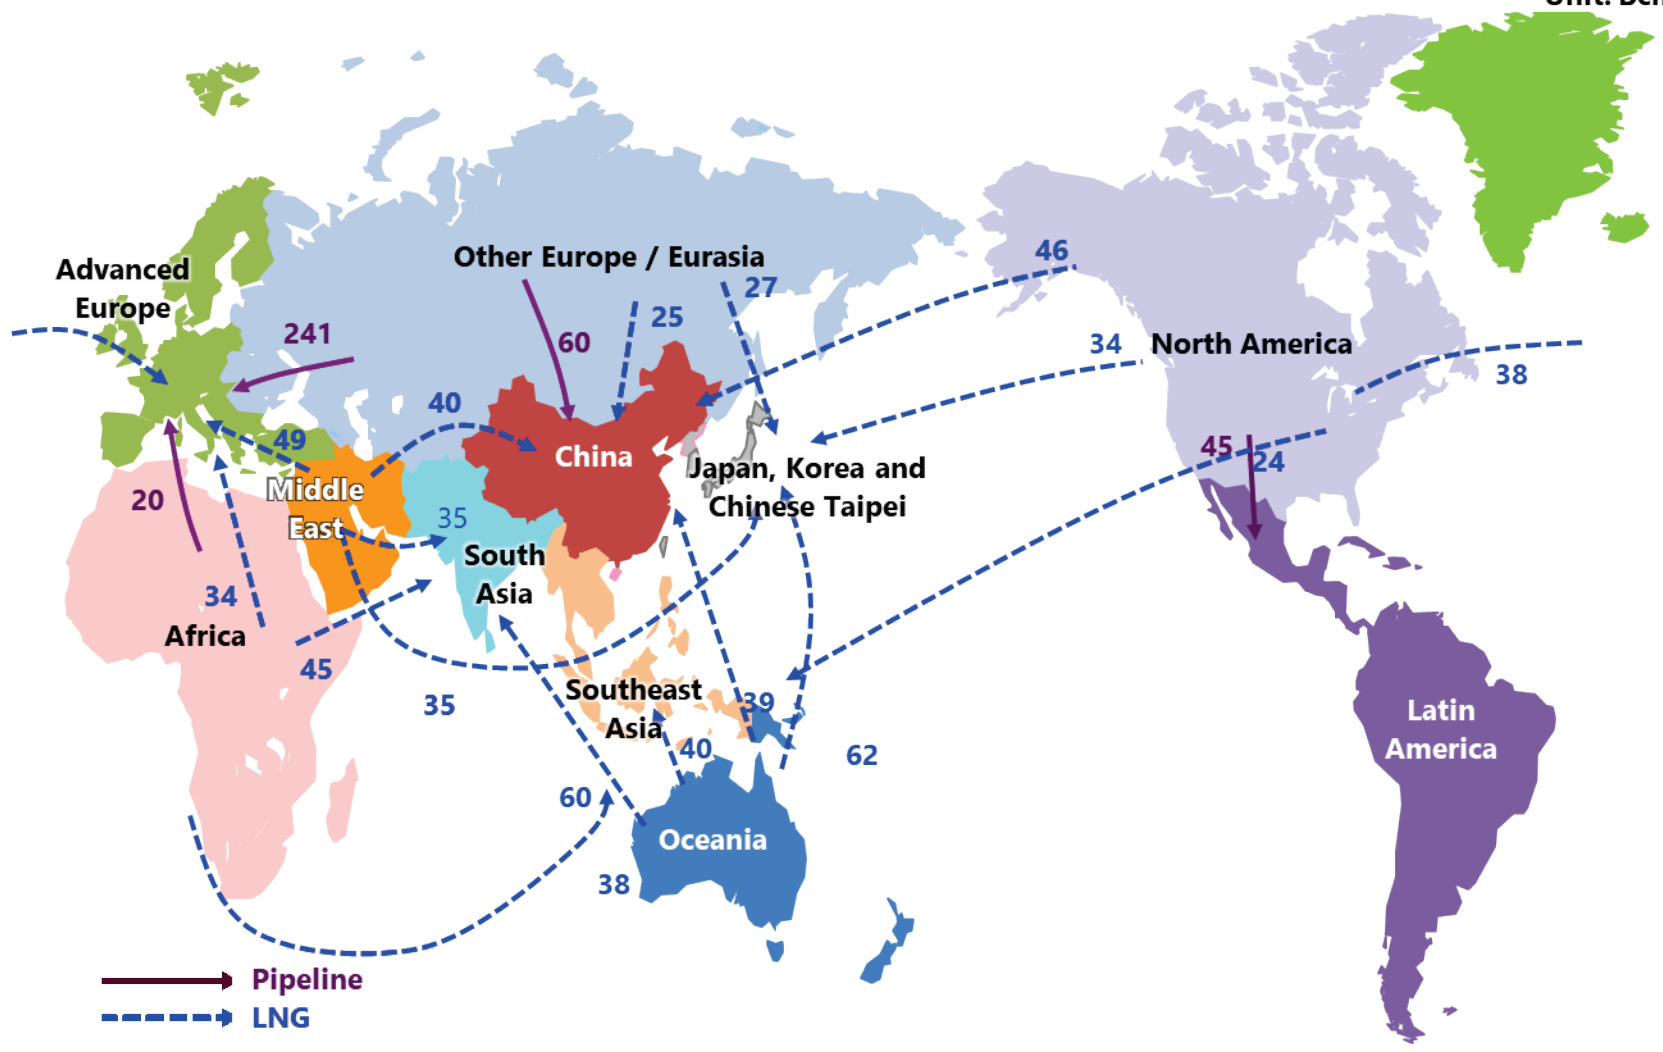 Advanced
Europe
Other Europe / Eurasia
46
27
25
241
60
34
North America
38
40
49
China
45
24
Japan, Korea and
Chinese Taipei
Middle
East
20
35
South
Asia
34
Africa
45
35
Southeast
Asia
39
40
62
Latin
America
60
Oceania
38
Pipeline
LNG